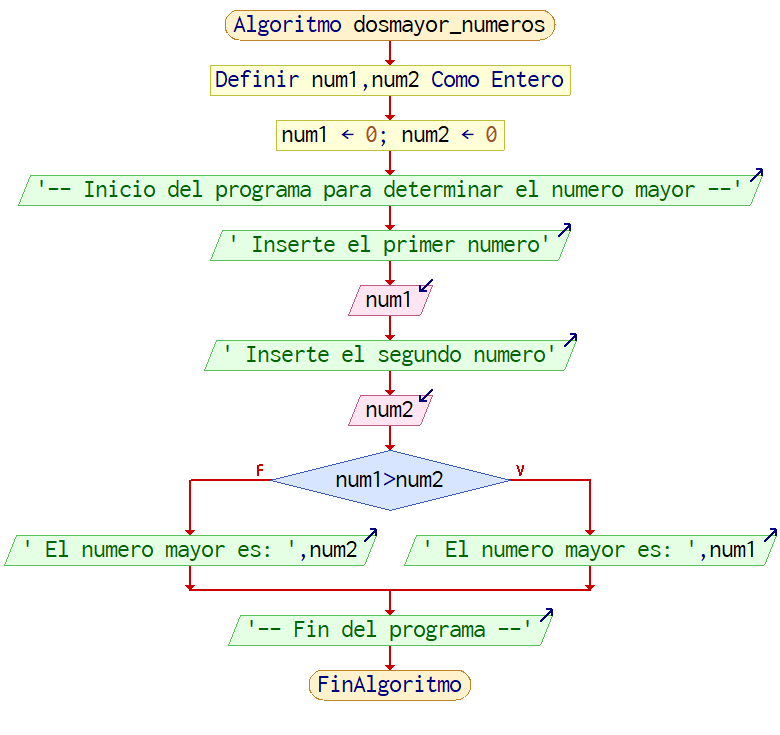 Algoritmo dosmayor_numeros
Definir num1,num2 Como Entero
num1 ← 0; num2 ← 0
'-- Inicio del programa para determinar el numero mayor --'
' Inserte el primer numero'
num1
' Inserte el segundo numero'
num2
F
V
num1>num2
' El numero mayor es: ',num2
' El numero mayor es: ',num1
'-- Fin del programa --'
FinAlgoritmo